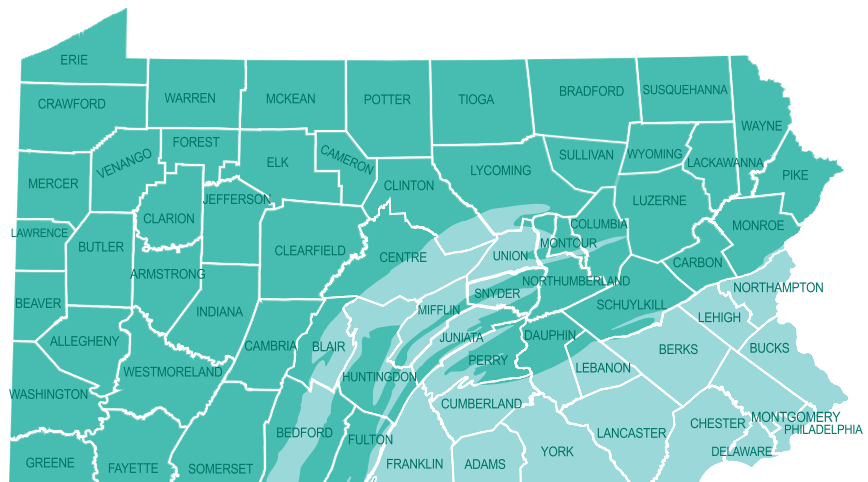 ERIE
CRAWFORD
WARREN
MCKEAN
POTTER
TIOGA
BRADFORD
SUSQUEHANNA
WAYNE
FOREST
VENANGO
ELK
CAMERON
LYCOMING
SULLIVAN
WYOMING
LACKAWANNA
PIKE
MERCER
CLINTON
JEFFERSON
LUZERNE
CLARION
LAWRENCE
COLUMBIA
MONROE
BUTLER
CLEARFIELD
CENTRE
UNION
MONTOUR
CARBON
ARMSTRONG
SNYDER
NORTHUMBERLAND
NORTHAMPTON
BEAVER
INDIANA
MIFFLIN
SCHUYLKILL
LEHIGH
ALLEGHENY
CAMBRIA
BLAIR
JUNIATA
DAUPHIN
BERKS
BUCKS
WESTMORELAND
HUNTINGDON
PERRY
LEBANON
WASHINGTON
CUMBERLAND
MONTGOMERY
PHILADELPHIA
BEDFORD
FULTON
LANCASTER
CHESTER
GREENE
FAYETTE
SOMERSET
FRANKLIN
ADAMS
YORK
DELAWARE